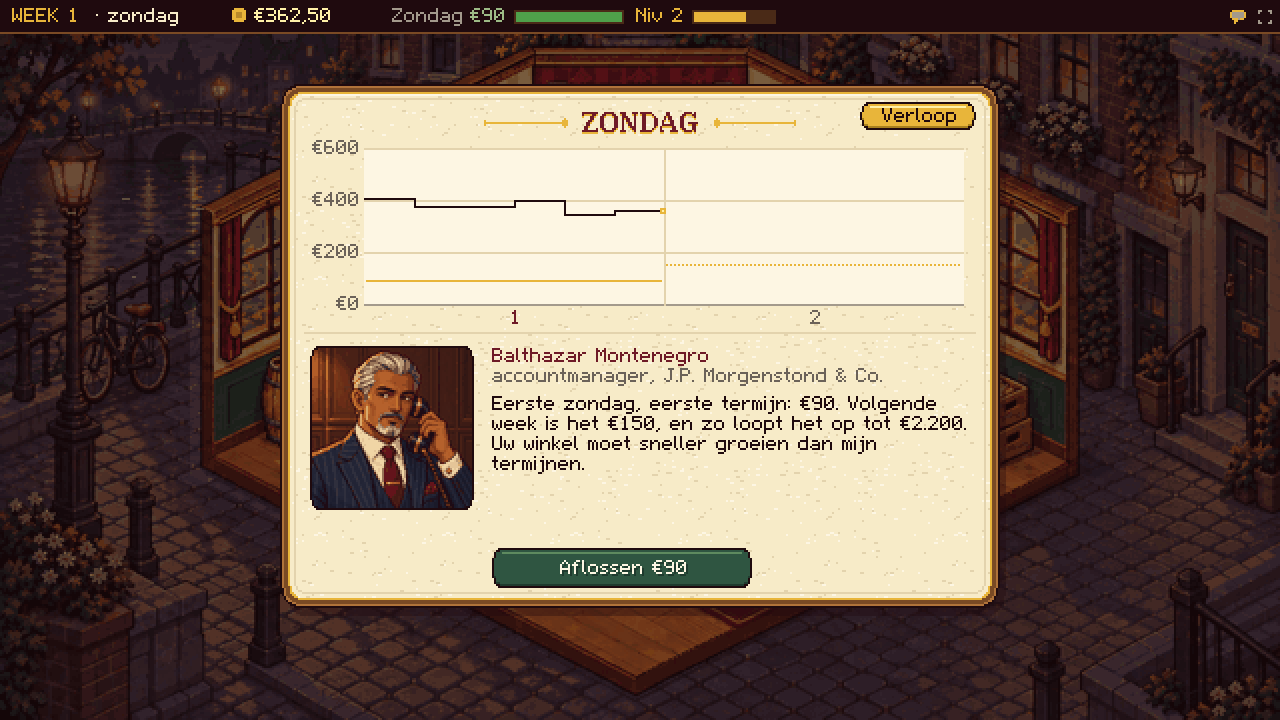 WEEK 1 · zondag €362,50 Zondag €90 Niv 2
ZONDAG
Verloop
€600
€400
€200
€0
1 2
Balthazar Montenegro
accountmanager, J.P. Morgenstond & Co.
Eerste zondag, eerste termijn: €90. Volgende
week is het €150, en zo loopt het op tot €2.200.
Uw winkel moet sneller groeien dan mijn
termijnen.
Aflossen €90